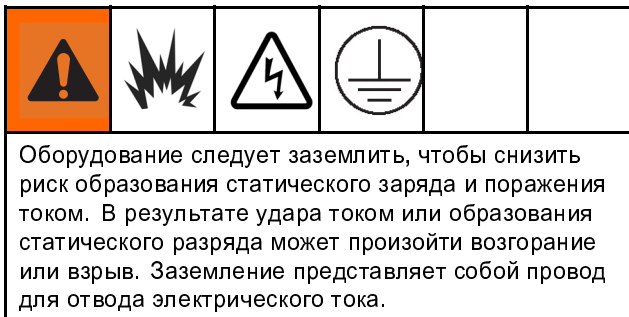 Оборудование следует заземлить, чтобы снизить
риск образования статического заряда и поражения
током. В результате удара током или образования
статического разряда может произойти возгорание
или взрыв. Заземление представляет собой провод
для отвода электрического тока.